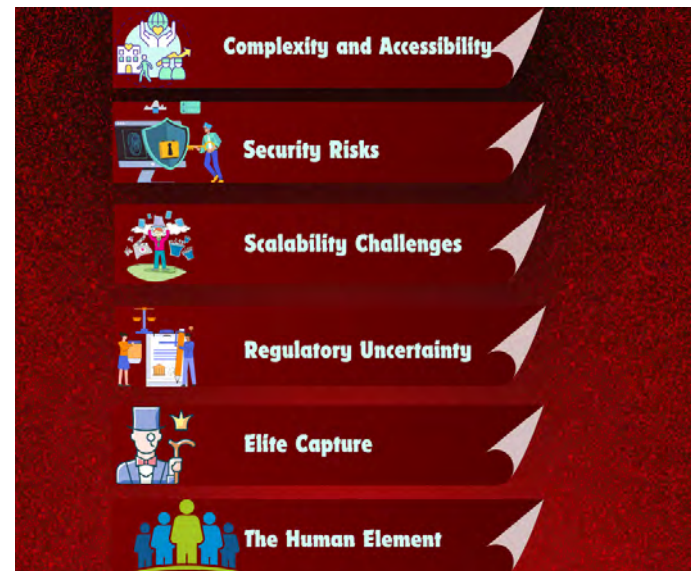 Complexity and Accessibility
Security Risks
Scalability Challenges
Regulatory Uncertainty
Elite Capture
The Human Element